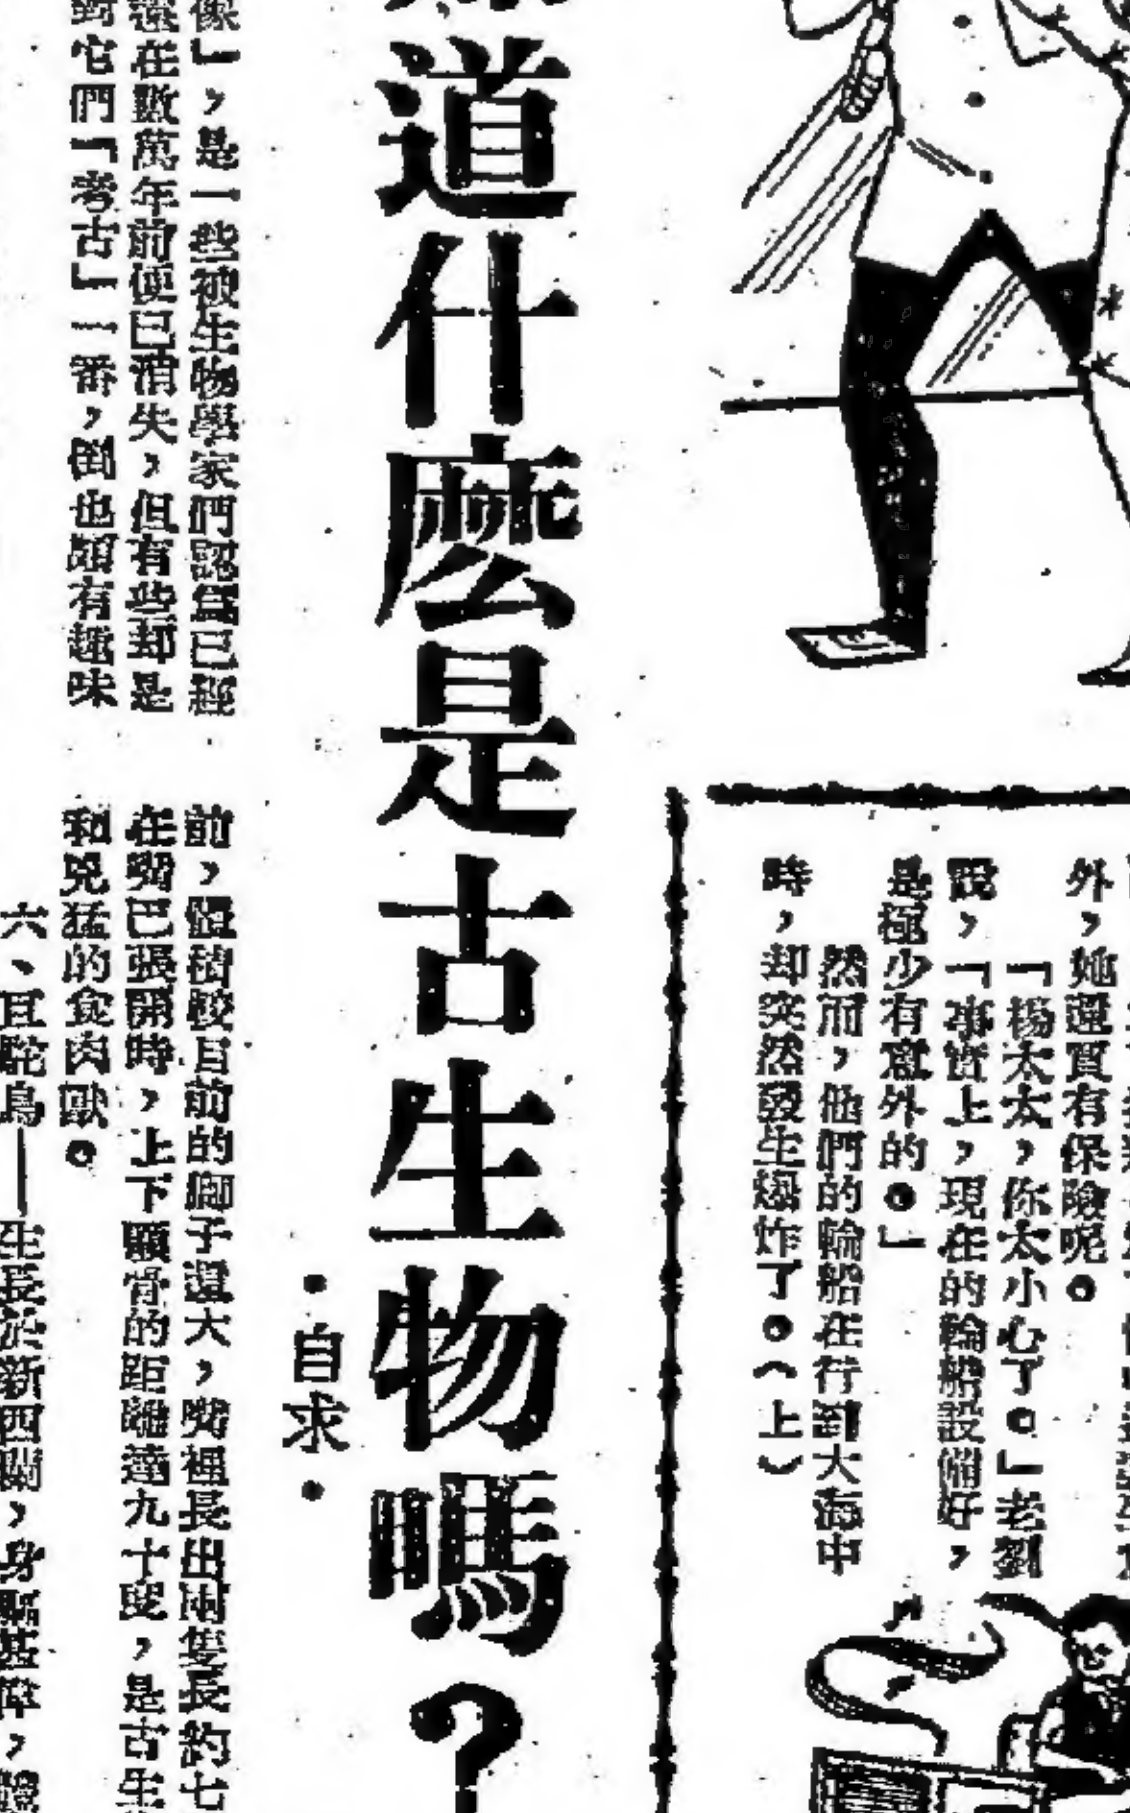 外，她還買有保險呢。
「楊太太，你太小心了。」老劉
說，「事實上，現在的輪船設備好，
是極少有意外的。」
然而，他們的輪船在行到大海中
時，却突然發生爆炸了。（上）
道什麼是古生物嗎？
·自求·
像」，是一些被生物學家們認爲已經
遠在數萬年前便已消失，但有些却是
對它們「考古」一番，倒也頗有趣味
前，體積較目前的獅子還大，嘴裡長出兩隻長約七
在嘴巴張開時，上下顎骨的距離達九十度，是古生
和兇猛的食肉獸。
六、巨駝鳥——生長於新西蘭，身軀甚偉，